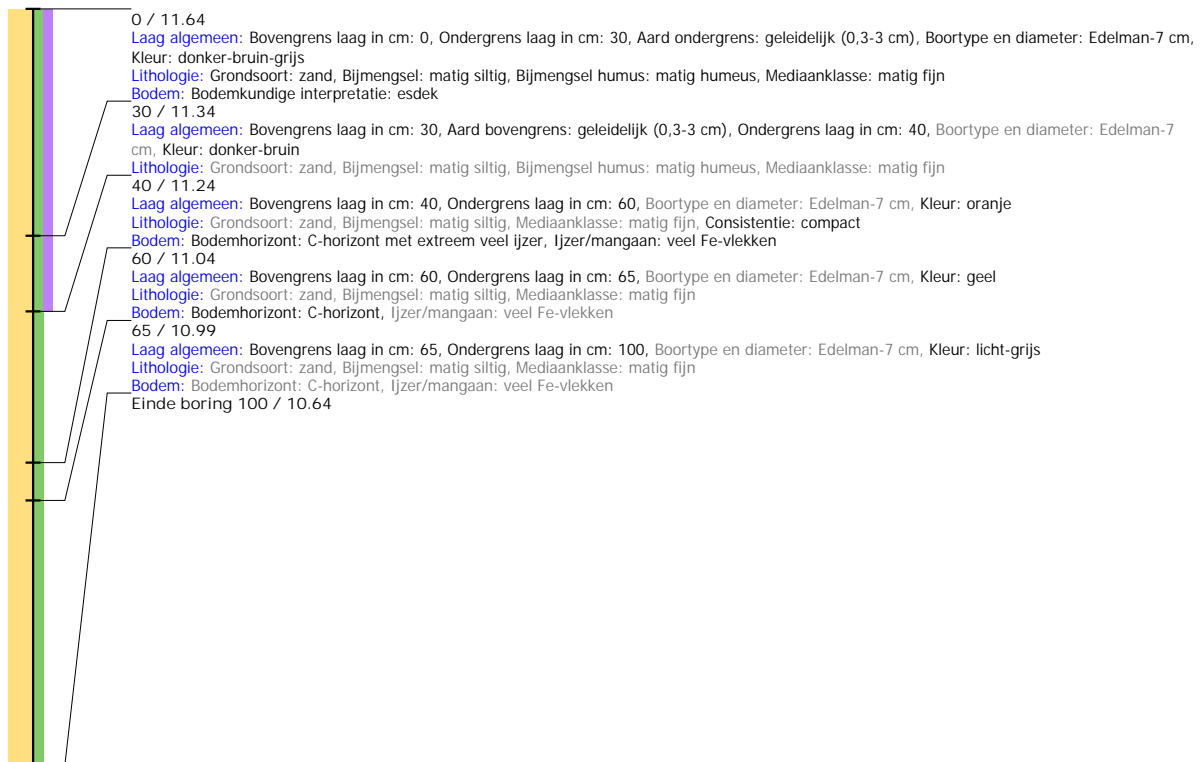 0 / 11.64
Laag algemeen: Bovengrens laag in cm: 0, Ondergrens laag in cm: 30, Aard ondergrens: geleidelijk (0,3-3 cm), Boortype en diameter: Edelman-7 cm,
Kleur: donker-bruin-grijs
Lithologie: Grondsoort: zand, Bijmengsel: matig siltig, Bijmengsel humus: matig humeus, Mediaanklasse: matig fijn
Bodem: Bodemkundige interpretatie: esdek
30 / 11.34
Laag algemeen: Bovengrens laag in cm: 30, Aard bovengrens: geleidelijk (0,3-3 cm), Ondergrens laag in cm: 40, Boortype en diameter: Edelman-7
cm, Kleur: donker-bruin
Lithologie: Grondsoort: zand, Bijmengsel: matig siltig, Bijmengsel humus: matig humeus, Mediaanklasse: matig fijn
40 / 11.24
Laag algemeen: Bovengrens laag in cm: 40, Ondergrens laag in cm: 60, Boortype en diameter: Edelman-7 cm, Kleur: oranje
Lithologie: Grondsoort: zand, Bijmengsel: matig siltig, Mediaanklasse: matig fijn, Consistentie: compact
Bodem: Bodemhorizont: C-horizont met extreem veel ijzer, Ijzer/mangaan: veel Fe-vlekken
60 / 11.04
Laag algemeen: Bovengrens laag in cm: 60, Ondergrens laag in cm: 65, Boortype en diameter: Edelman-7 cm, Kleur: geel
Lithologie: Grondsoort: zand, Bijmengsel: matig siltig, Mediaanklasse: matig fijn
Bodem: Bodemhorizont: C-horizont, Ijzer/mangaan: veel Fe-vlekken
65 / 10.99
Laag algemeen: Bovengrens laag in cm: 65, Ondergrens laag in cm: 100, Boortype en diameter: Edelman-7 cm, Kleur: licht-grijs
Lithologie: Grondsoort: zand, Bijmengsel: matig siltig, Mediaanklasse: matig fijn
Bodem: Bodemhorizont: C-horizont, Ijzer/mangaan: veel Fe-vlekken
Einde boring 100 / 10.64